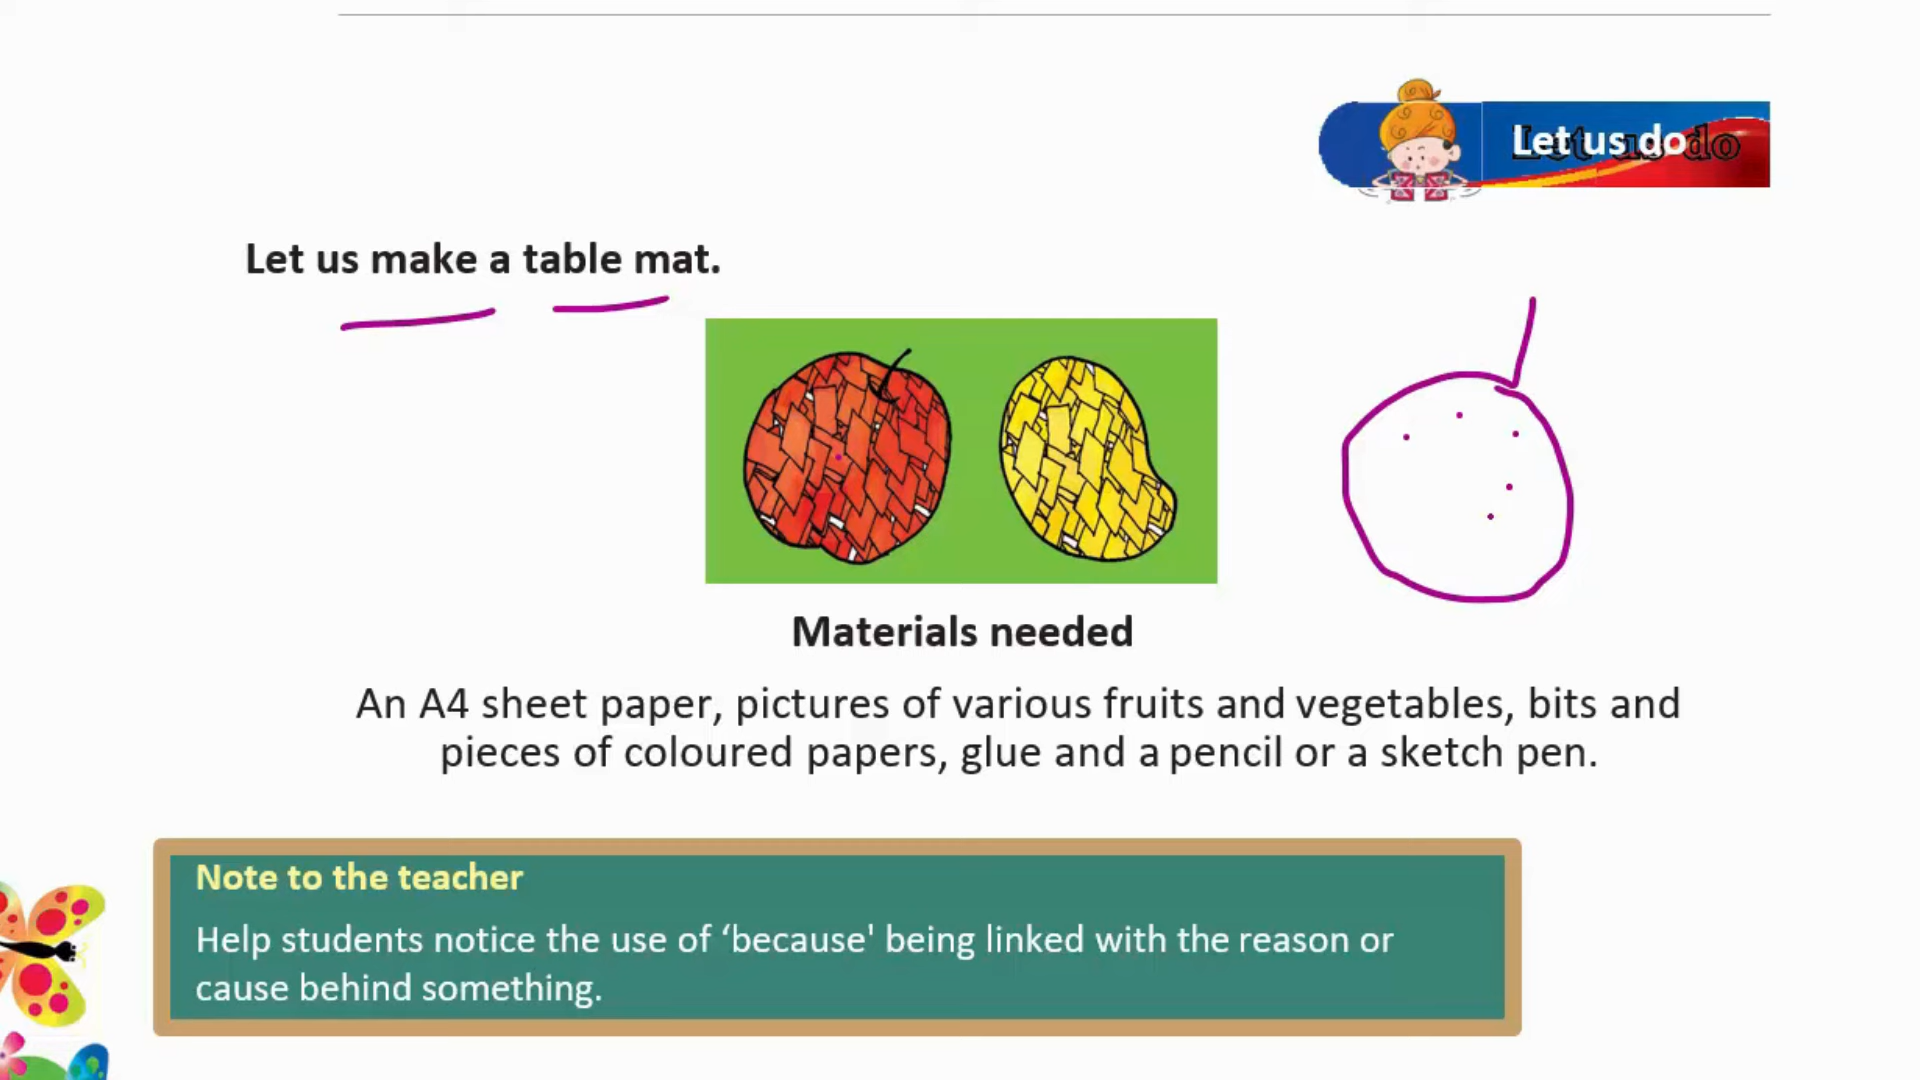 Let us do
Let us make a table mat.
Materials needed
An A4 sheet paper, pictures of various fruits and vegetables, bits and
pieces of coloured papers, glue and a pencil or a sketch pen.
Note to the teacher
Help students notice the use of ‘because' being linked with the reason or
cause behind something.